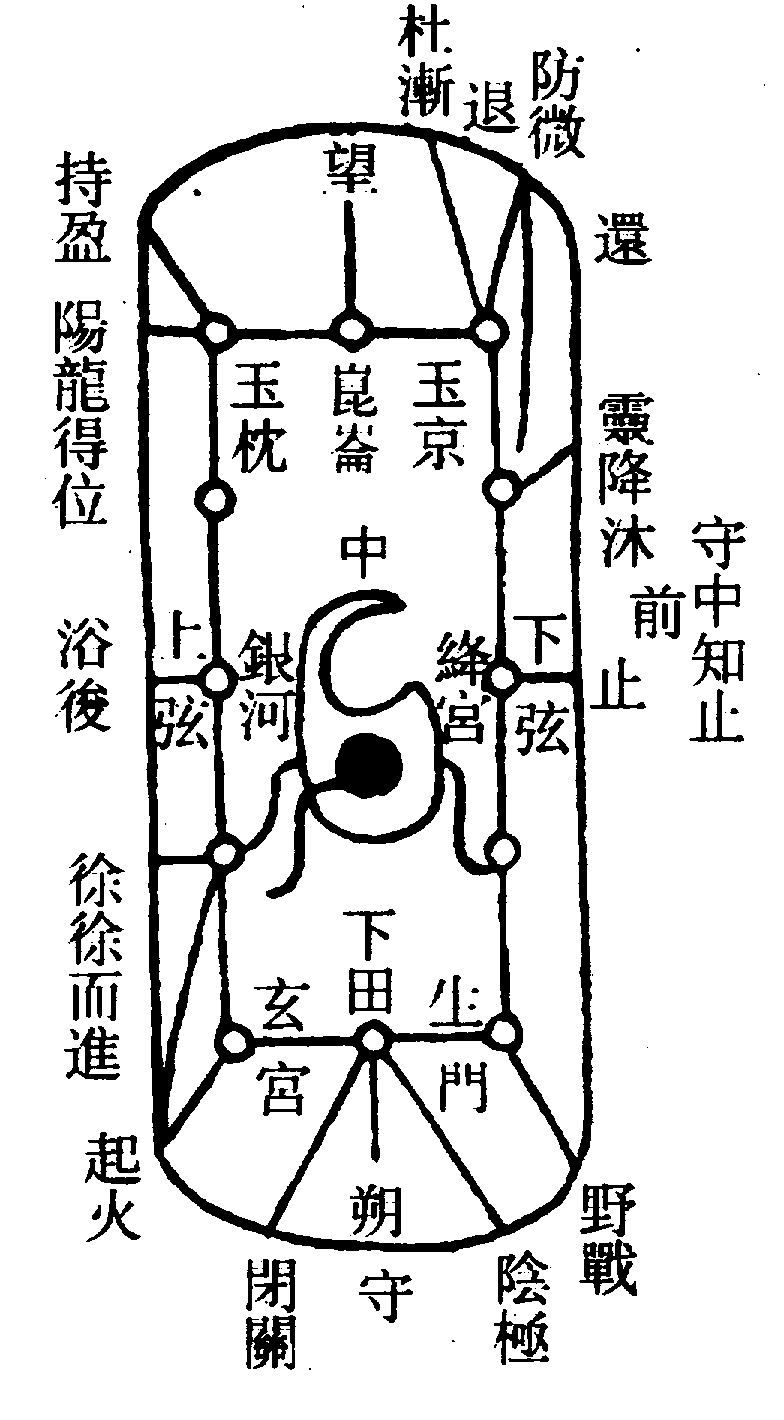 杜漸
退
防微
還
持盈
望
陽龍得位
玉枕
崑崙
玉京
靈降沐
前
止
守中知止
中
浴後
上弦
銀河
絳宮
下弦
徐徐而進
下田
玄宮
生門
起火
朔
野戰
閉關
守
陰極